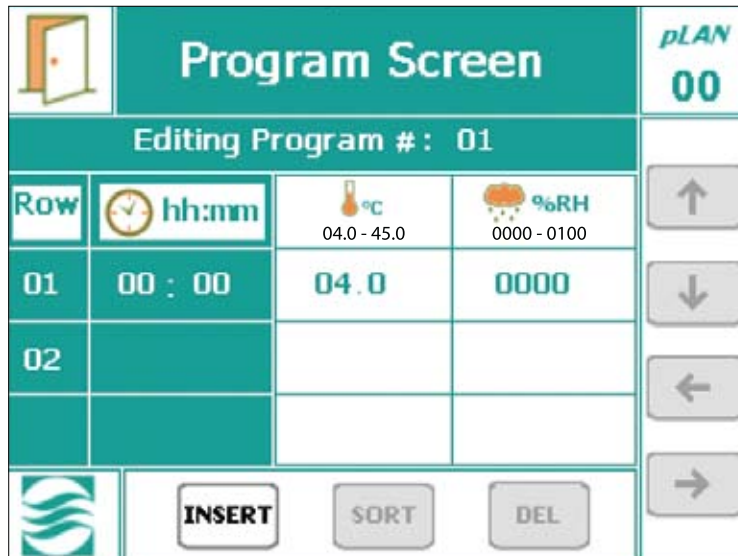 Program Screen
pLAN
00
Editing Program #: 01
Row hh:mm °C %RH
04.0 - 45.0 0000 - 0100
01 00 : 00 04.0 0000
02
INSERT SORT DEL